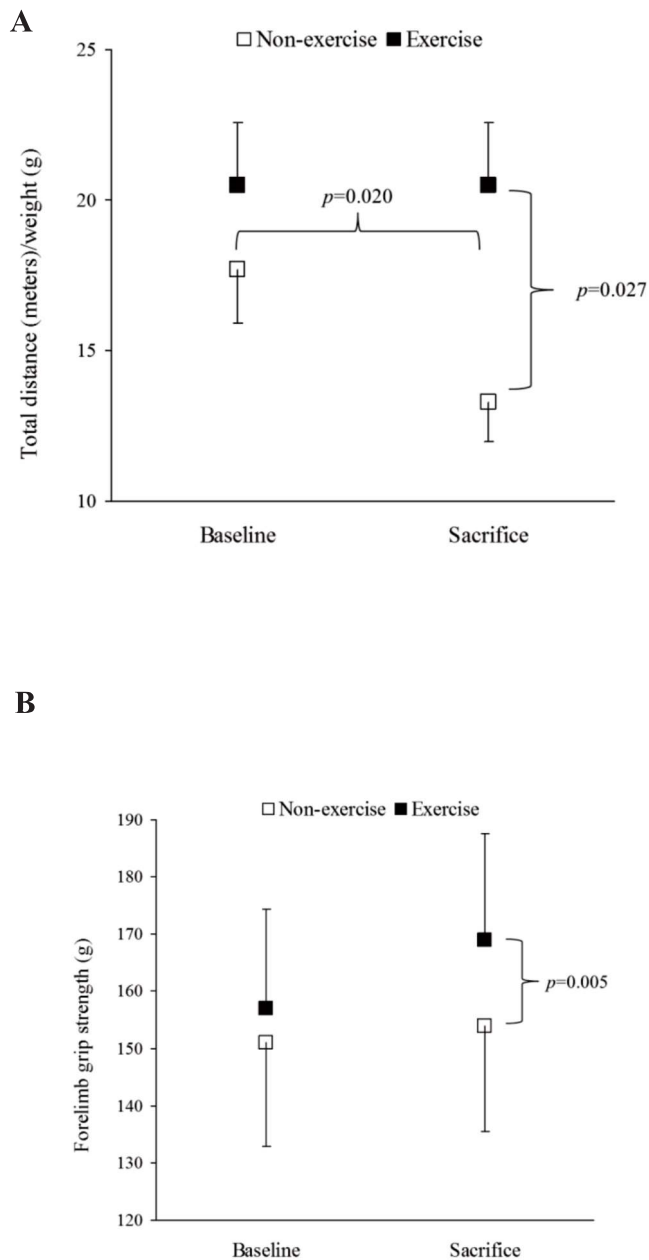 A
□ Non-exercise ■ Exercise
25
20
15
10
Total distance (meters)/weight (g)
p=0.020
p=0.027
Baseline Sacrifice
B
□ Non-exercise ■ Exercise
190
180
170
160
150
140
130
120
Forelimb grip strength (g)
p=0.005
Baseline Sacrifice